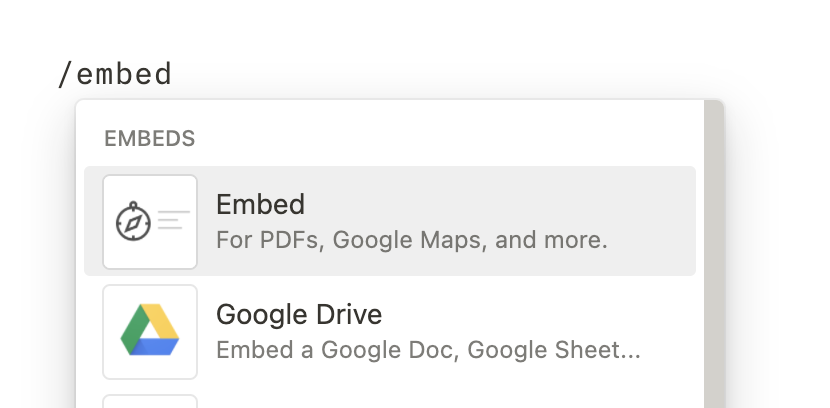 /embed
EMBEDS
Embed
For PDFs, Google Maps, and more.
Google Drive
Embed a Google Doc, Google Sheet...